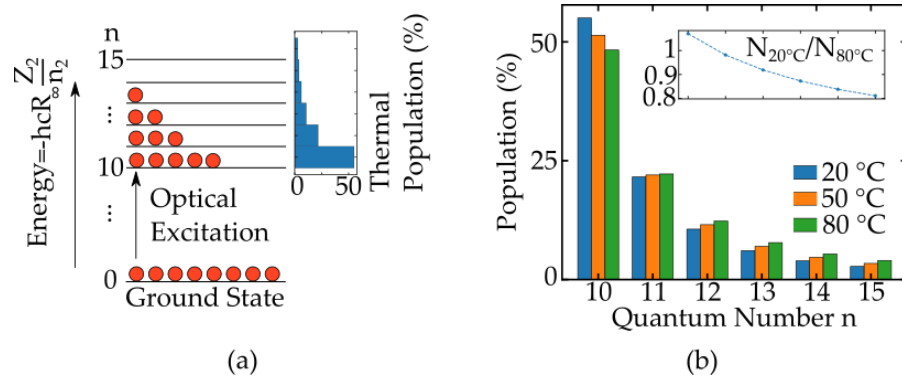 n
15
⋮
10
⋮
0
Energy=-hcR∞ Z2/n2
Optical
Excitation
Ground State
0 50
Thermal
Population (%)
(a)
50
25
0
Population (%)
1
0.9
0.8
N20°C/N80°C
20 °C
50 °C
80 °C
10 11 12 13 14 15
Quantum Number n
(b)